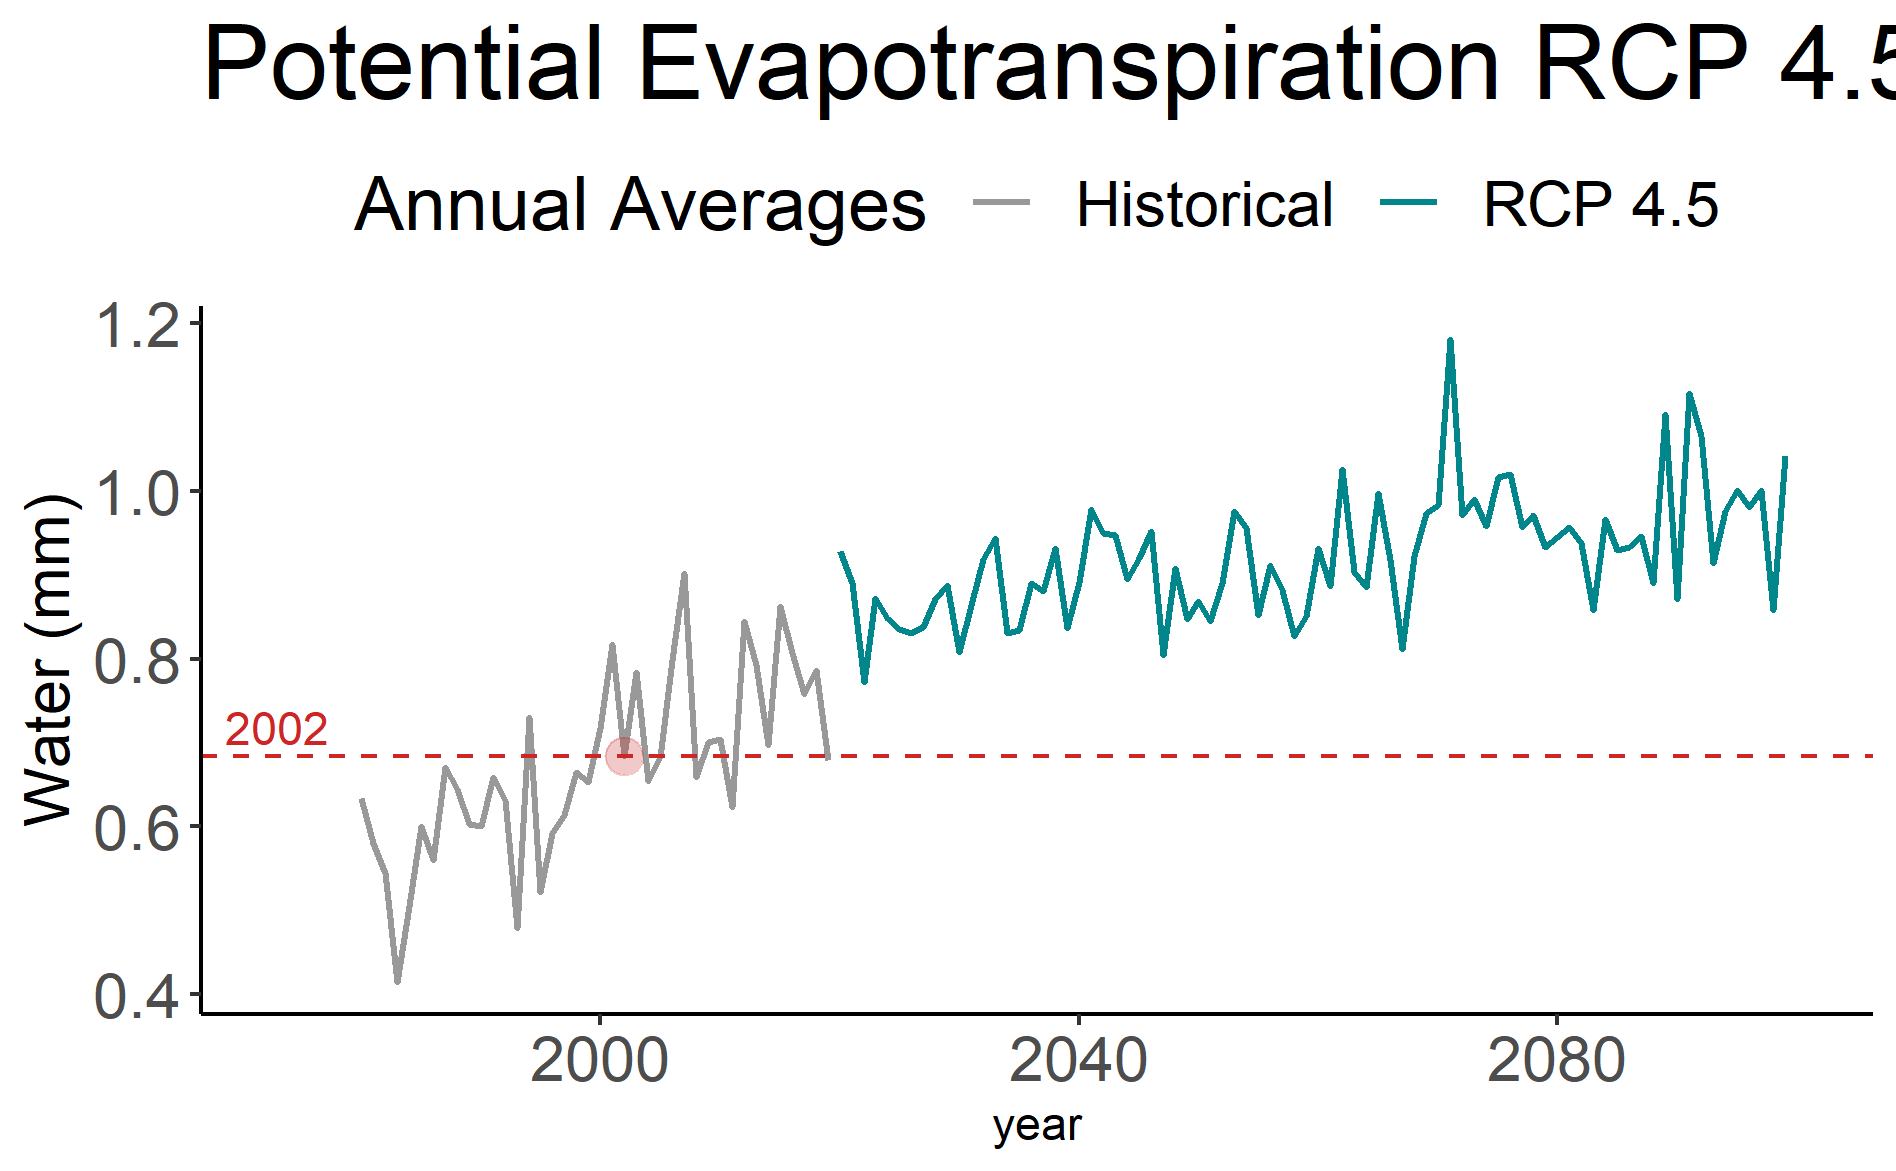 Potential Evapotranspiration RCP 4.5
Annual Averages Historical RCP 4.5
1.2
1.0
0.8
0.6
0.4
Water (mm)
2002
2000 2040 2080
year